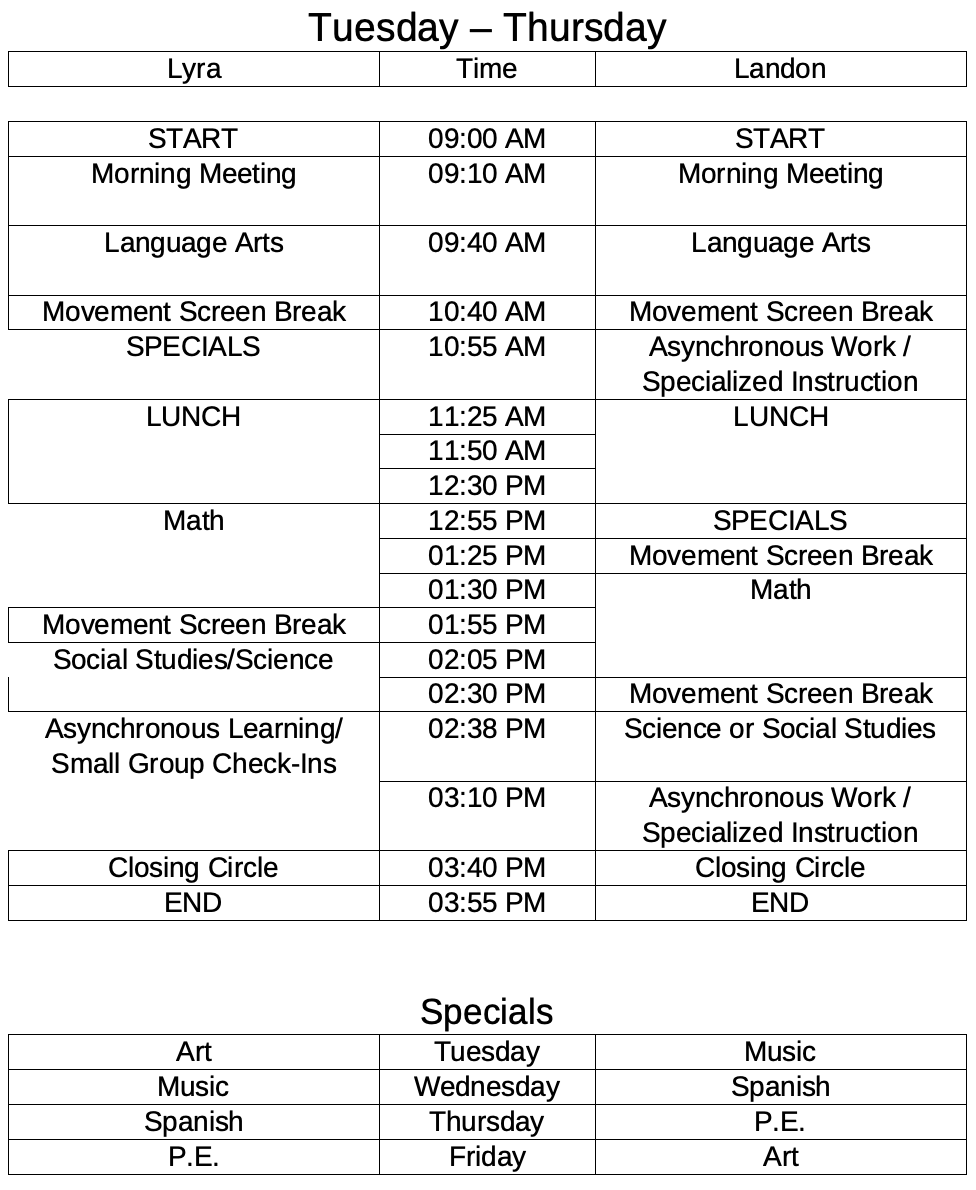 Tuesday – Thursday
Lyra Time Landon
START 09:00 AM START
Morning Meeting 09:10 AM Morning Meeting
Language Arts 09:40 AM Language Arts
Movement Screen Break 10:40 AM Movement Screen Break
SPECIALS 10:55 AM Asynchronous Work /
Specialized Instruction
LUNCH 11:25 AM LUNCH
11:50 AM
12:30 PM
Math 12:55 PM SPECIALS
01:25 PM Movement Screen Break
01:30 PM Math
Movement Screen Break 01:55 PM
Social Studies/Science 02:05 PM
02:30 PM Movement Screen Break
Asynchronous Learning/ 02:38 PM Science or Social Studies
Small Group Check-Ins
03:10 PM Asynchronous Work /
Specialized Instruction
Closing Circle 03:40 PM Closing Circle
END 03:55 PM END
Specials
Art Tuesday Music
Music Wednesday Spanish
Spanish Thursday P.E.
P.E. Friday Art